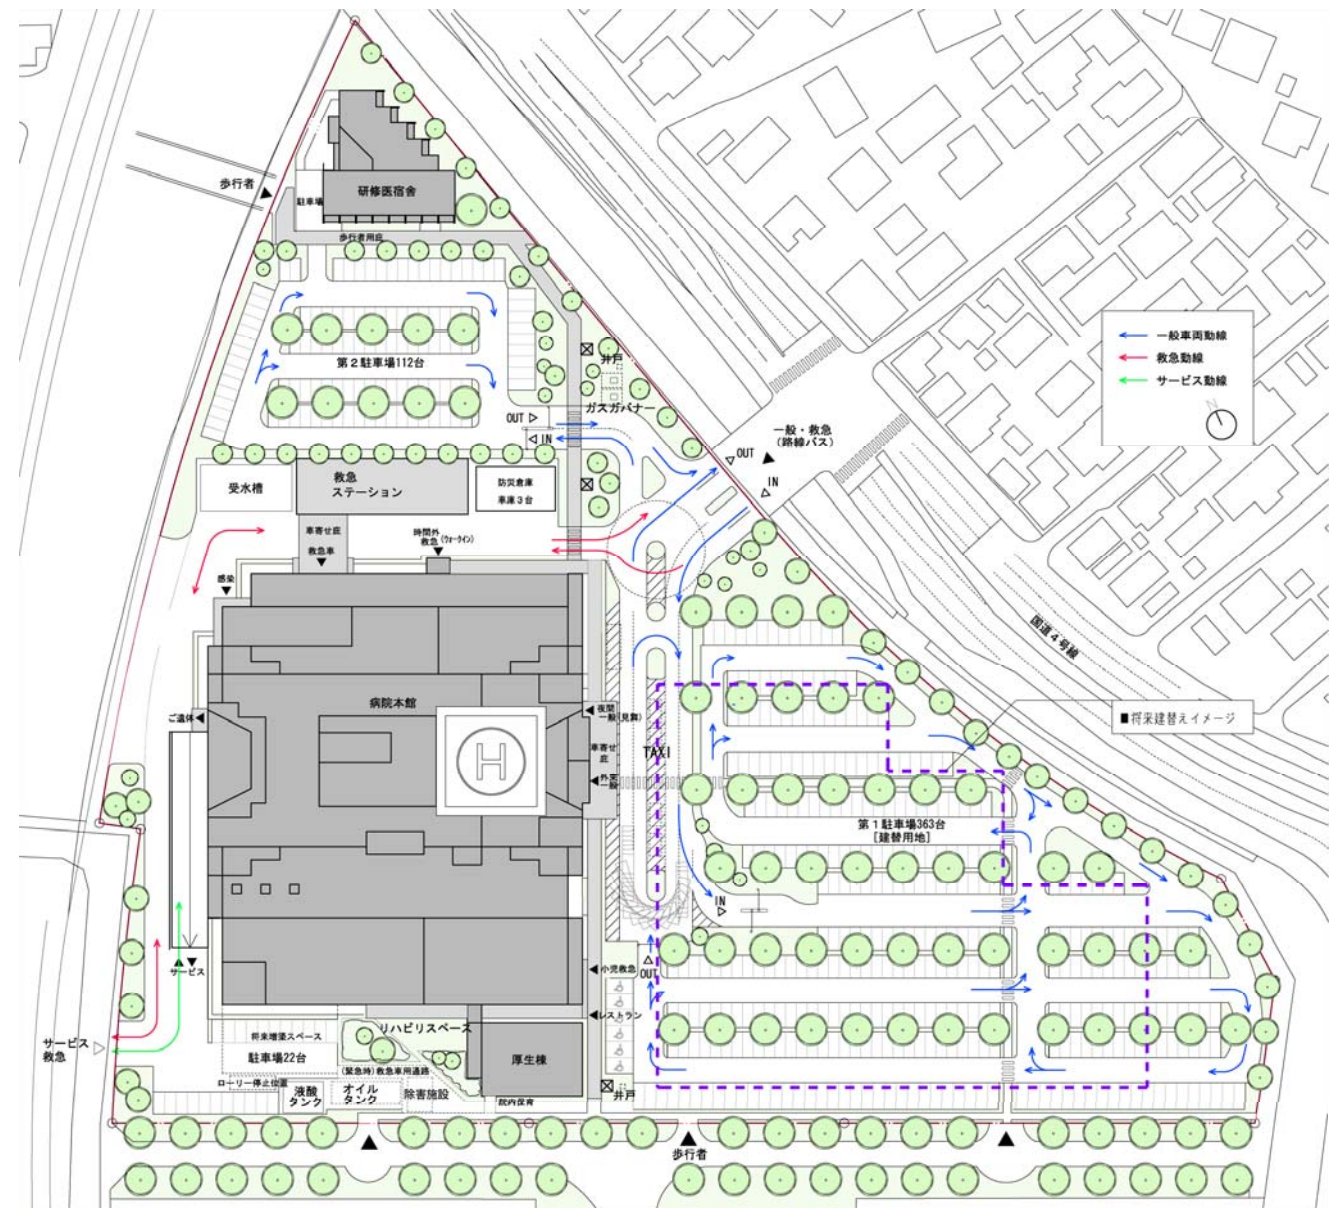 歩行者
研修医宿舎
駐車場
歩行者用庇
一般車両動線
救急動線
サービス動線
N
第2駐車場112台
井戸
ガスガバナー
OUT
IN
一般・救急
(路線バス)
OUT
IN
受水槽
救急
ステーション
防災倉庫
車庫3台
車寄せ庇
救急車
時間外
救急(ウォークイン)
感染
国道4号線
病院本館
H
ご遺体
夜間
一般(見舞)
車寄せ
庇
外来
一般
TAXI
■将来建替えイメージ
第1駐車場363台
[建替用地]
IN
OUT
サービス
小児救急
レストラン
サービス
救急
将来増築スペース
駐車場22台
リハビリスペース
(緊急時)救急車用通路
厚生棟
ローリー停止位置
液酸
タンク
オイル
タンク
除害施設
院内保育
井戸
歩行者